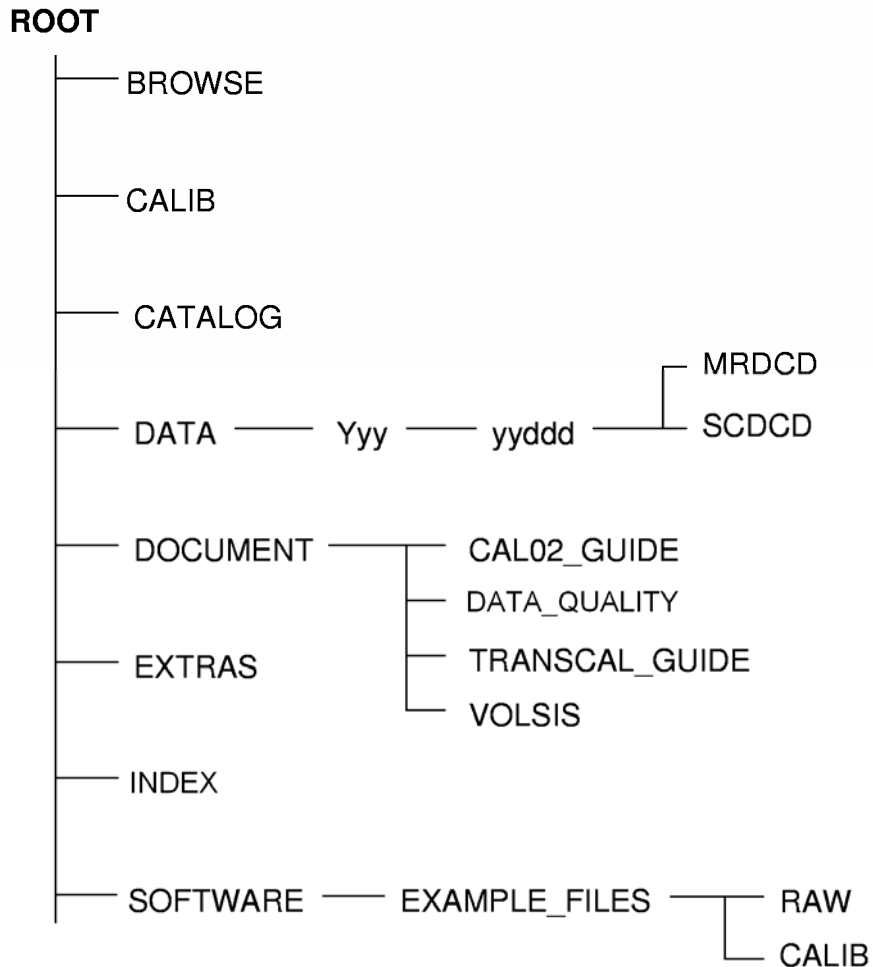 ROOT
BROWSE
CALIB
CATALOG
MRDCD
DATA Yyy yyddd SCDCD
DOCUMENT CAL02_GUIDE
DATA_QUALITY
EXTRAS TRANSCAL_GUIDE
VOLSIS
INDEX
SOFTWARE EXAMPLE_FILES RAW
CALIB